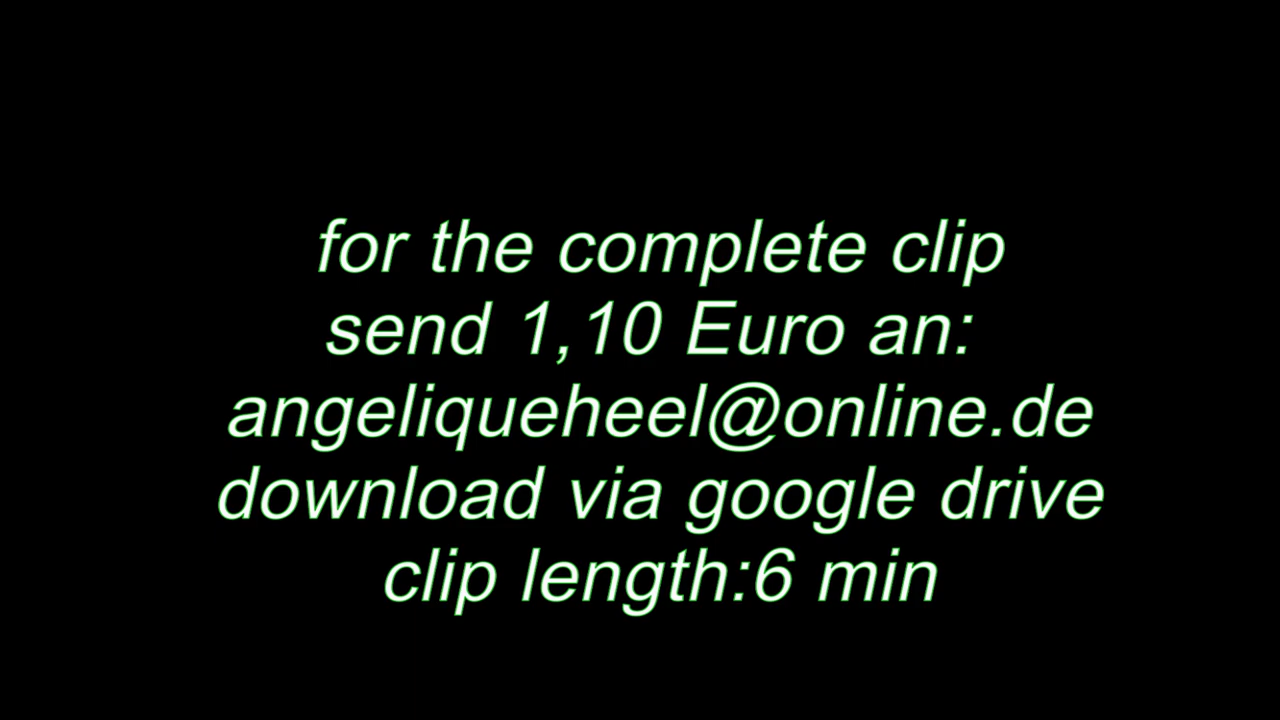 for the complete clip
send 1,10 Euro an:
angeliqueheel@online.de
download via google drive
clip length:6 min